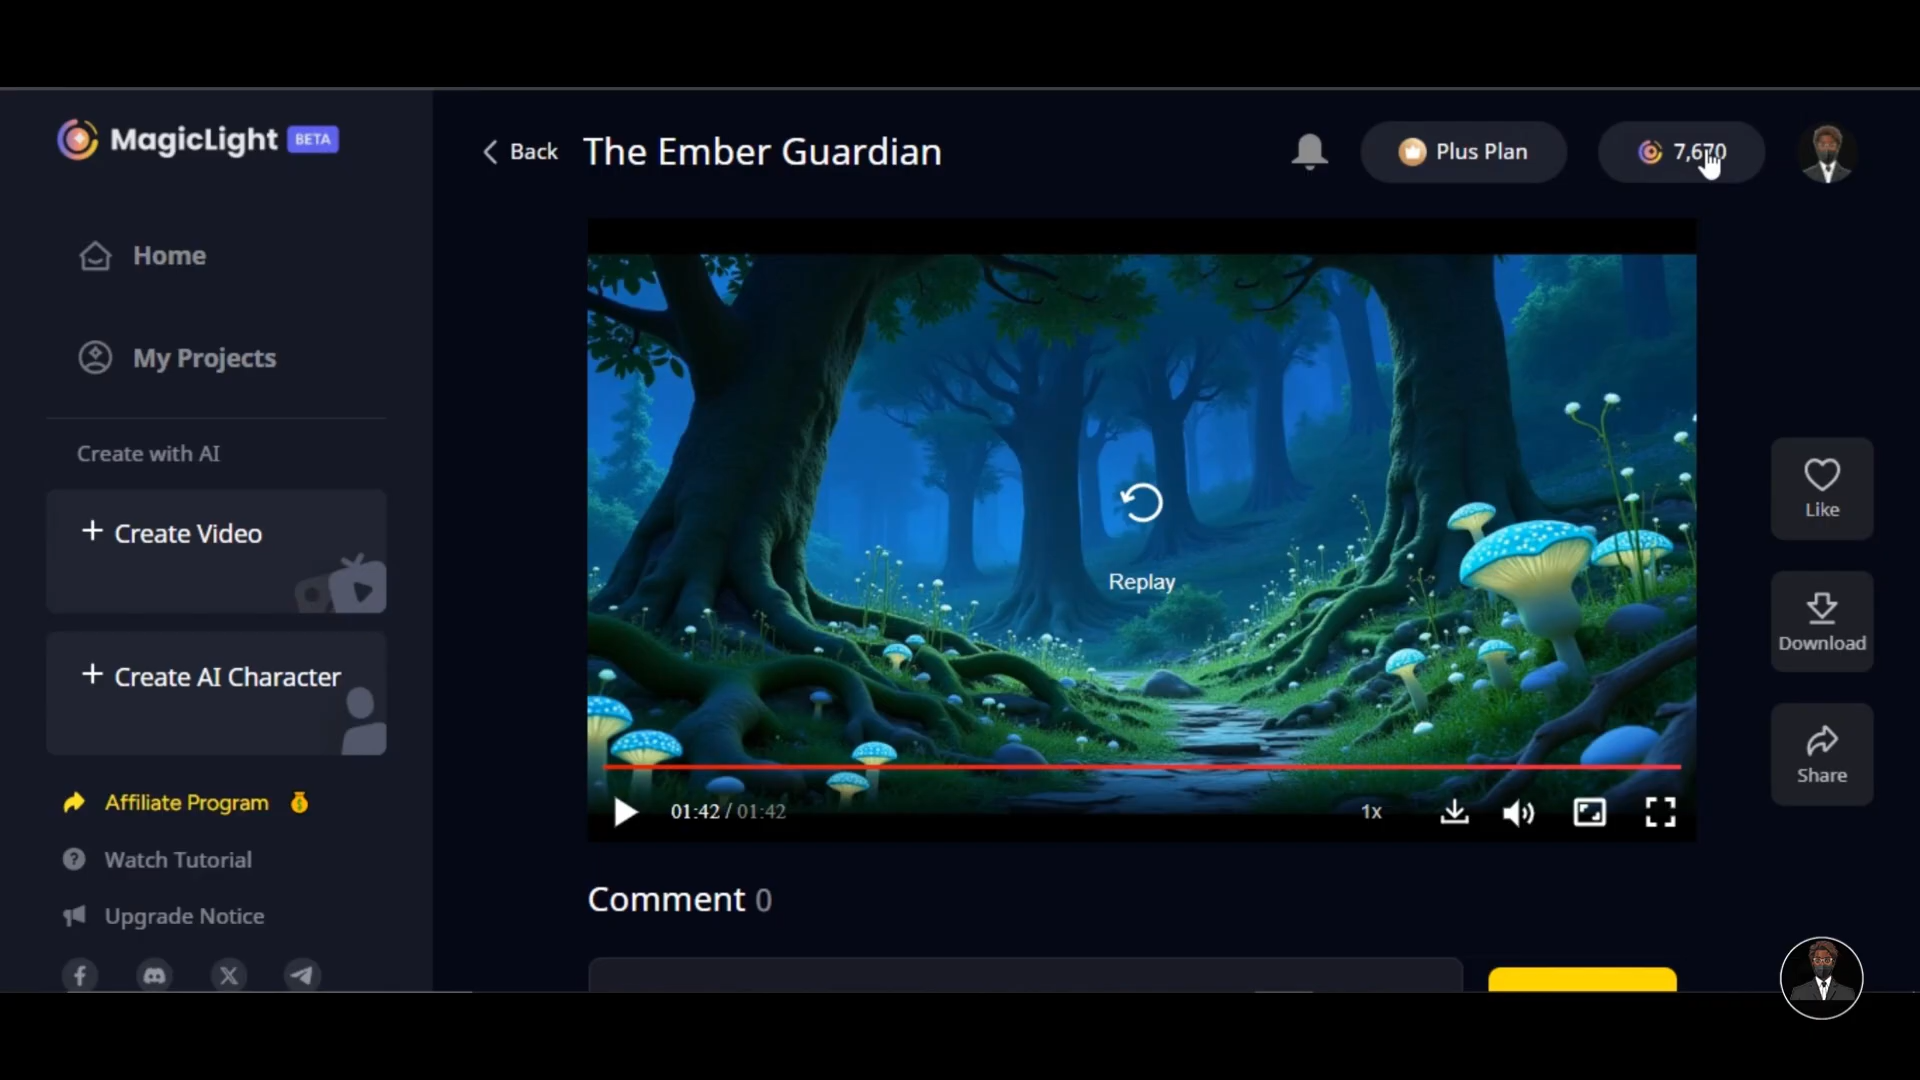 MagicLight BETA
Back The Ember Guardian
Plus Plan
7,670
Home
My Projects
Create with AI
+ Create Video
+ Create AI Character
Affiliate Program
Watch Tutorial
Upgrade Notice
Replay
01:42 / 01:42
1x
Like
Download
Share
Comment 0